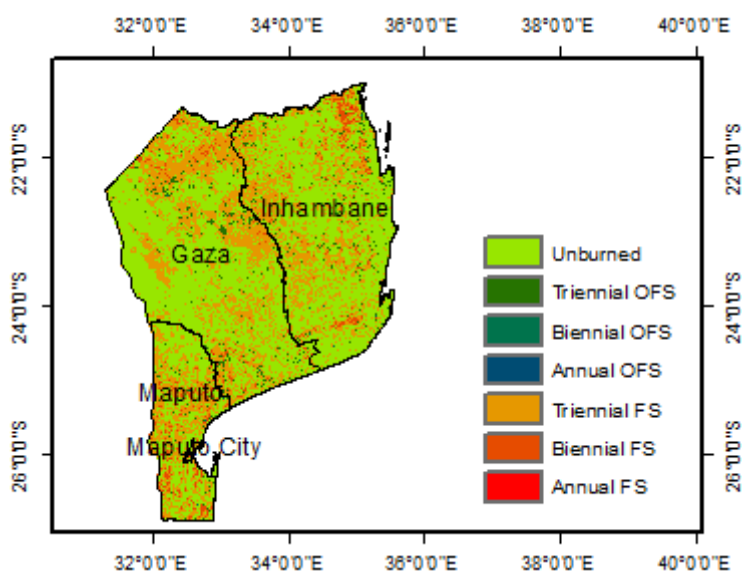 32°0'0"E 34°0'0"E 36°0'0"E 38°0'0"E 40°0'0"E
22°0'0"S 22°0'0"S
24°0'0"S 24°0'0"S
26°0'0"S 26°0'0"S
Inhambane
Gaza
Maputo
Maputo City
Unburned
Triennial OFS
Biennial OFS
Annual OFS
Triennial FS
Biennial FS
Annual FS
32°0'0"E 34°0'0"E 36°0'0"E 38°0'0"E 40°0'0"E